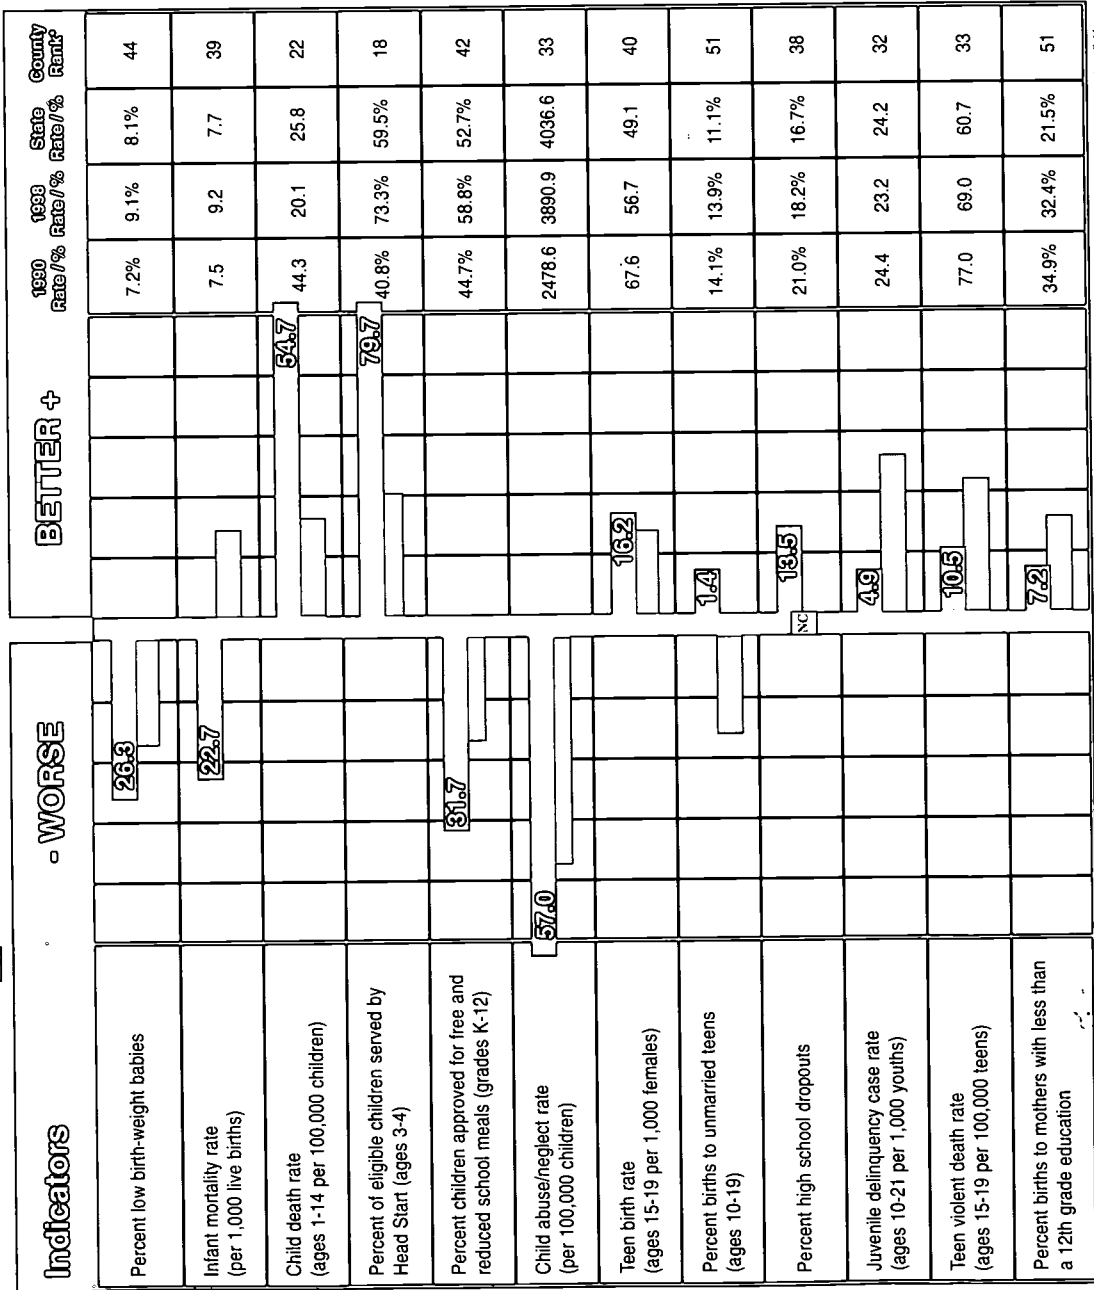 Indicators
- WORSE
BETTER +
1990 Rate / %
1998 Rate / %
State Rate / %
County Rank*
Percent low birth-weight babies
26.3
7.2% 9.1% 8.1% 44
Infant mortality rate
(per 1,000 live births)
22.7
7.5 9.2 7.7 39
Child death rate
(ages 1-14 per 100,000 children)
54.7
44.3 20.1 25.8 22
Percent of eligible children served by
Head Start (ages 3-4)
79.7
40.8% 73.3% 59.5% 18
Percent children approved for free and
reduced school meals (grades K-12)
31.7
44.7% 58.8% 52.7% 42
Child abuse/neglect rate
(per 100,000 children)
57.0
2478.6 3890.9 4036.6 33
Teen birth rate
(ages 15-19 per 1,000 females)
16.2
67.6 56.7 49.1 40
Percent births to unmarried teens
(ages 10-19)
1.4
14.1% 13.9% 11.1% 51
Percent high school dropouts
NC
13.5
21.0% 18.2% 16.7% 38
Juvenile delinquency case rate
(ages 10-21 per 1,000 youths)
4.9
24.4 23.2 24.2 32
Teen violent death rate
(ages 15-19 per 100,000 teens)
10.5
77.0 69.0 60.7 33
Percent births to mothers with less than
a 12th grade education
7.2
34.9% 32.4% 21.5% 51